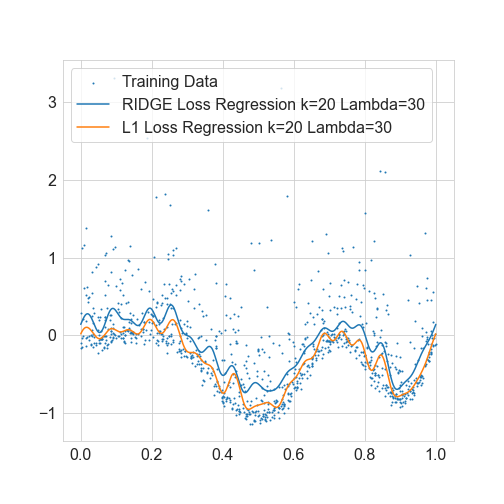 Training Data
RIDGE Loss Regression k=20 Lambda=30
L1 Loss Regression k=20 Lambda=30
3
2
1
0
−1
0.0 0.2 0.4 0.6 0.8 1.0